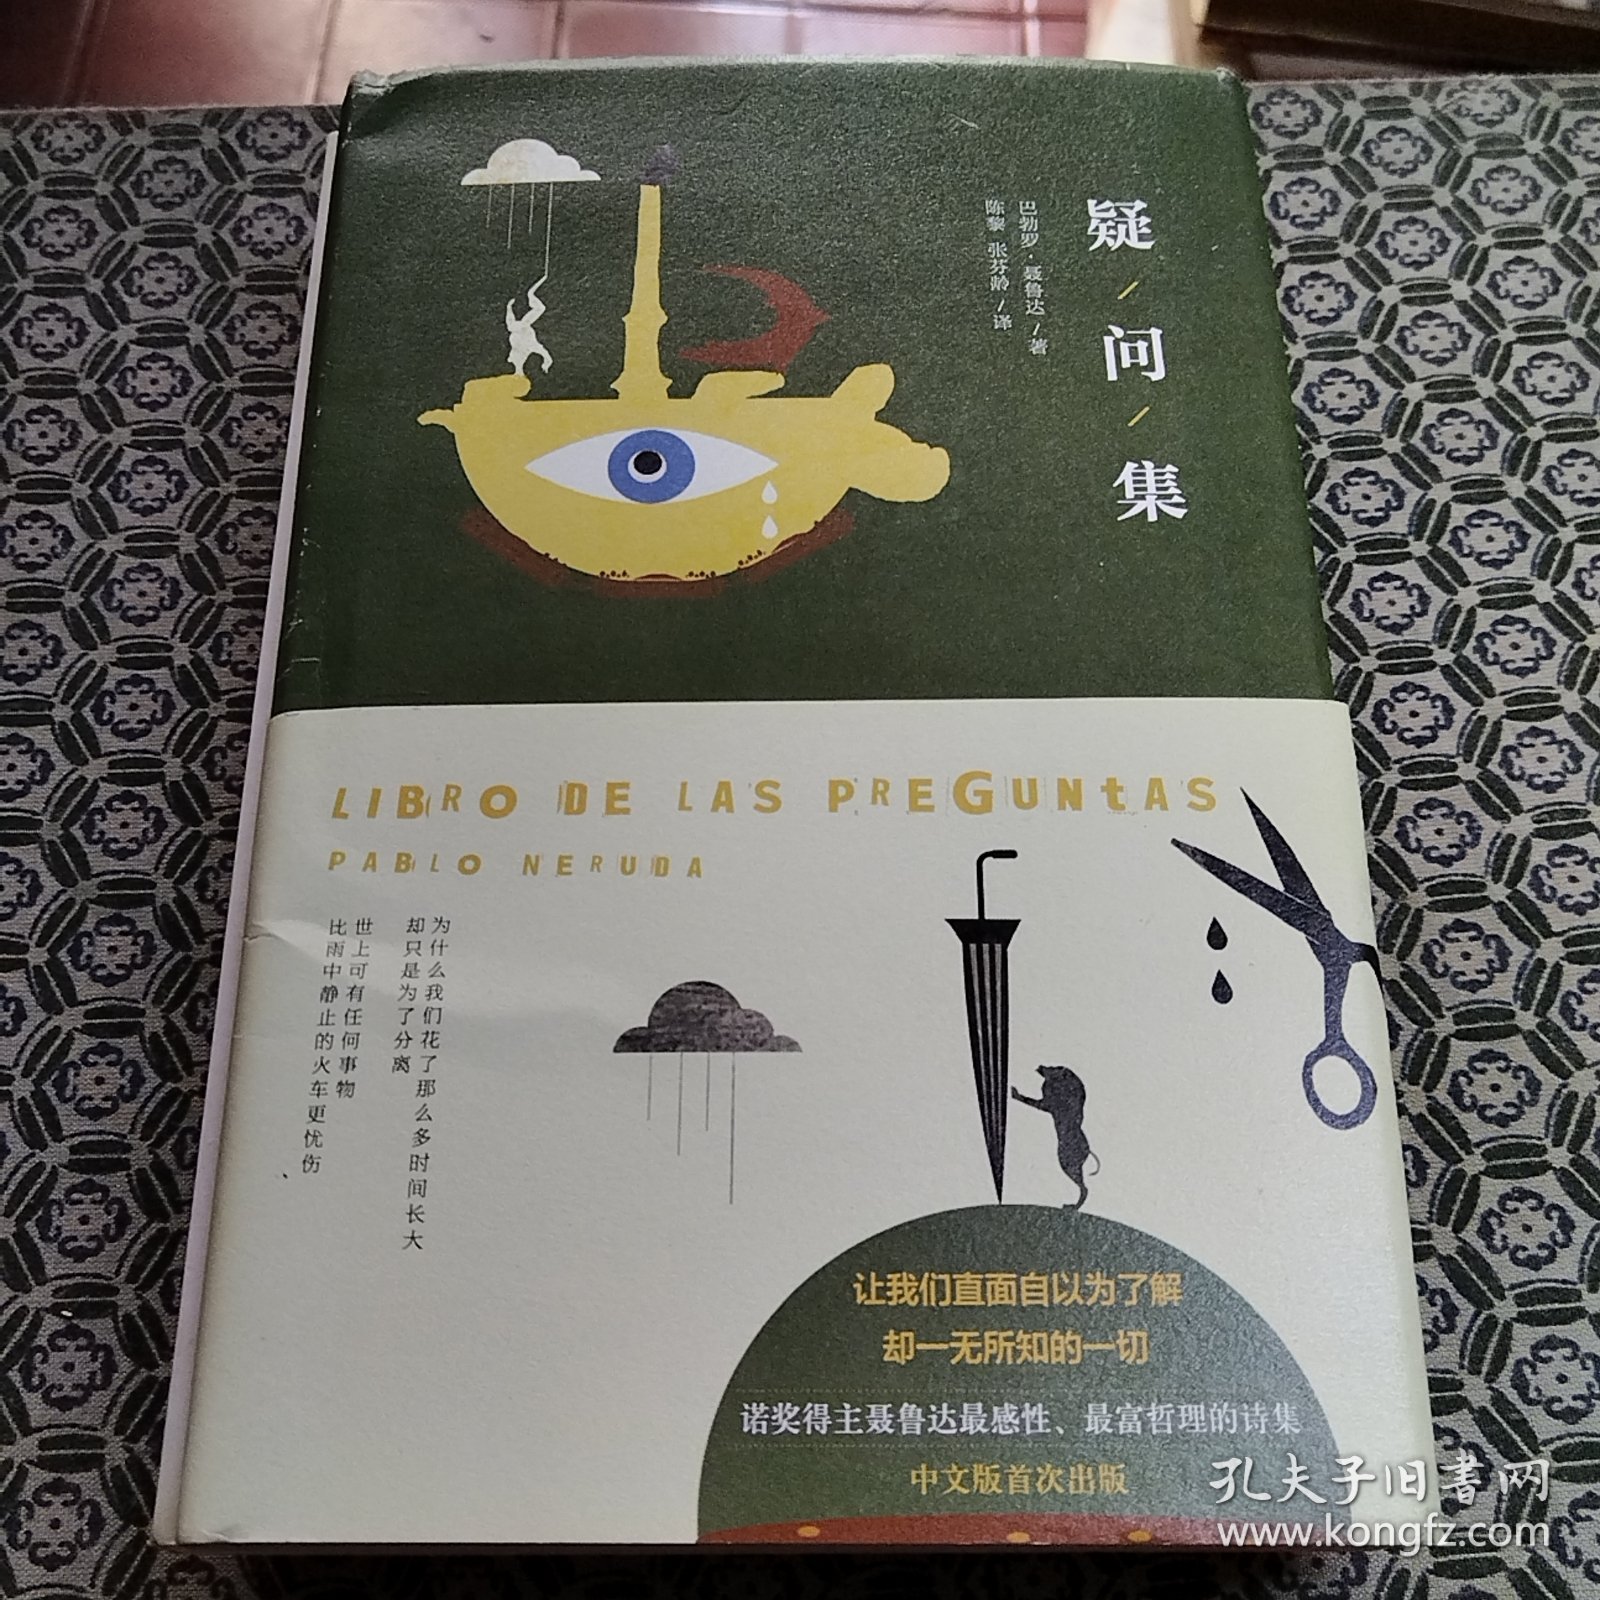 疑/问/集
巴勃罗·聂鲁达/著
陈黎 张芬龄/译
LIBRO DE LAS PREGUNtAS
PABLO NERUDA
为什么我们花了那么多时间长大
却只是为了分离
世上可有任何事物
比雨中静止的火车更忧伤
让我们直面自以为了解
却一无所知的一切
诺奖得主聂鲁达最感性、最富哲理的诗集
中文版首次出版
孔夫子旧书网
www.kongfz.com